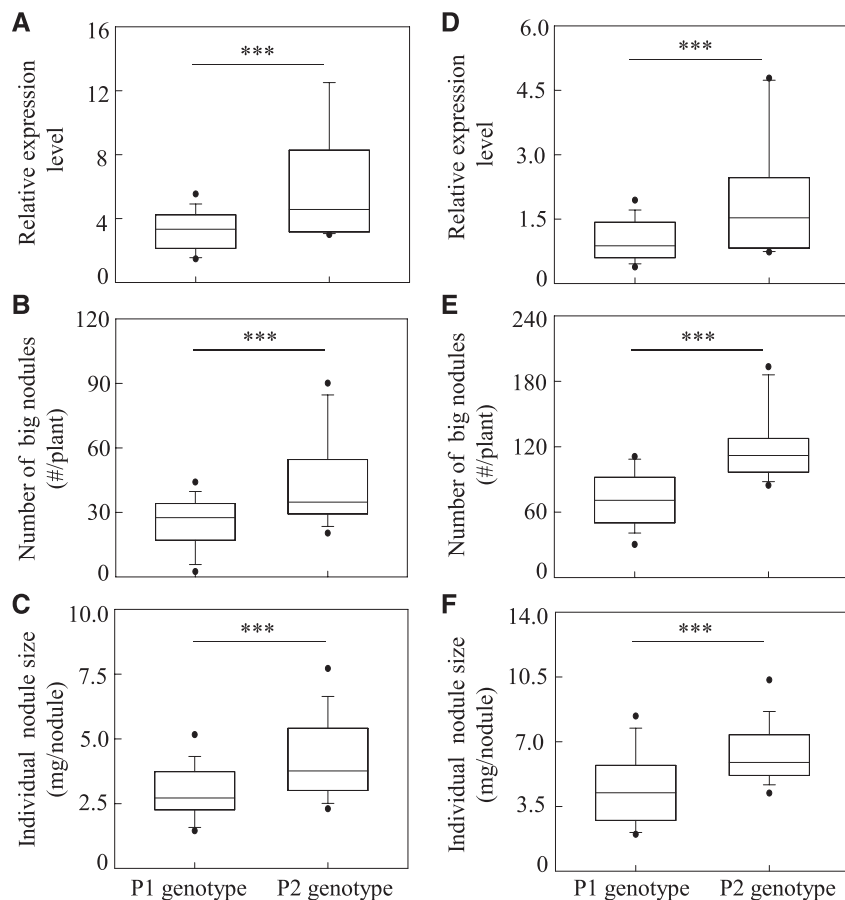 A
Relative expression
level
16
12
8
4
0
***
D
Relative expression
level
6.0
4.5
3.0
1.5
0
***
B
Number of big nodules
(#/plant)
120
90
60
30
0
***
E
Number of big nodules
(#/plant)
240
180
120
60
0
***
C
Individual nodule size
(mg/nodule)
10.0
7.5
5.0
2.5
0.0
***
P1 genotype
P2 genotype
F
Individual nodule size
(mg/nodule)
14.0
10.5
7.0
3.5
0
***
P1 genotype
P2 genotype